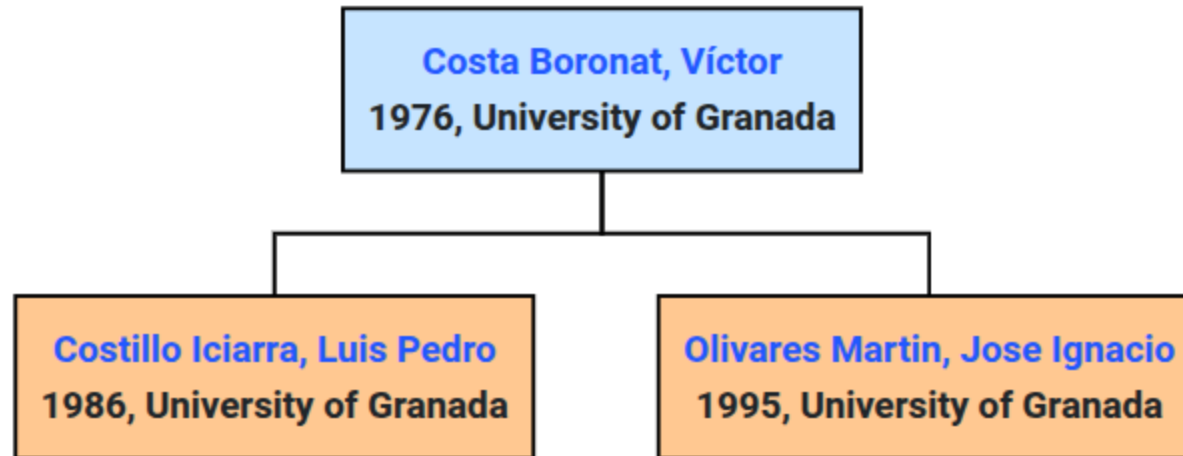 Costa Boronat, Víctor
1976, University of Granada
Costillo Iciarra, Luis Pedro
1986, University of Granada
Olivares Martin, Jose Ignacio
1995, University of Granada